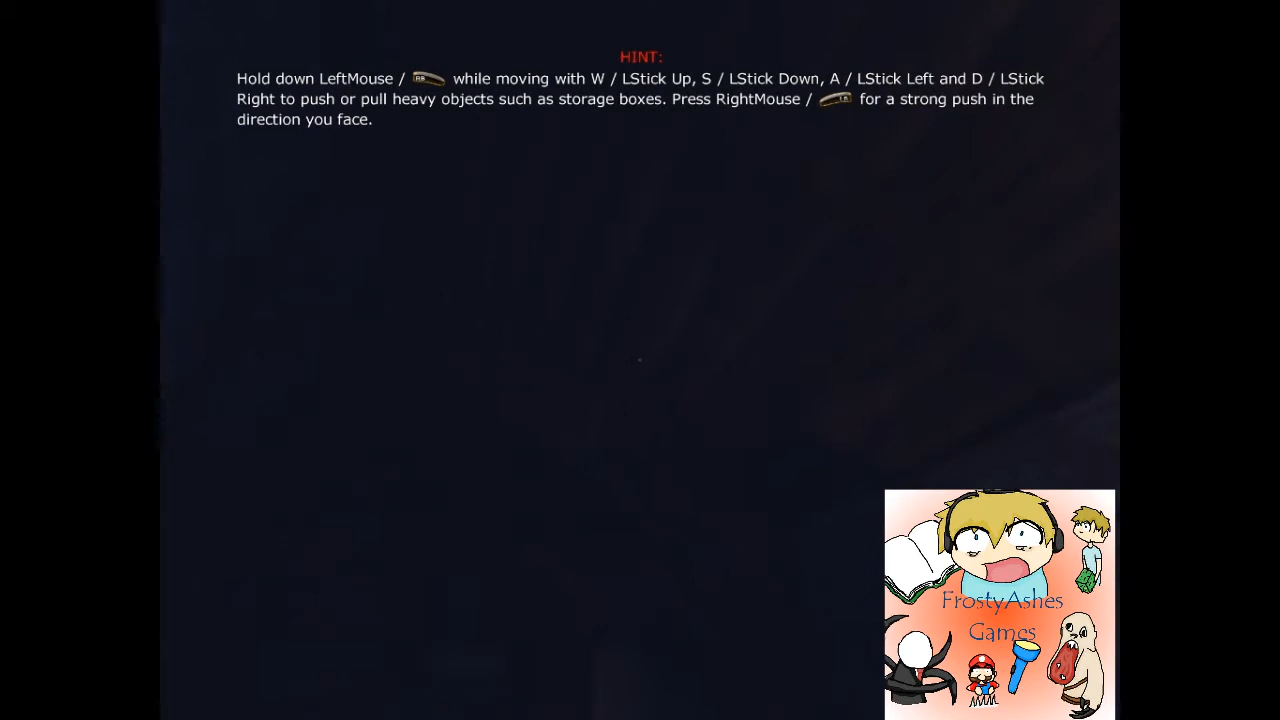 HINT:
Hold down LeftMouse / RB while moving with W / LStick Up, S / LStick Down, A / LStick Left and D / LStick
Right to push or pull heavy objects such as storage boxes. Press RightMouse / LB for a strong push in the
direction you face.
FrostyAshes
Games